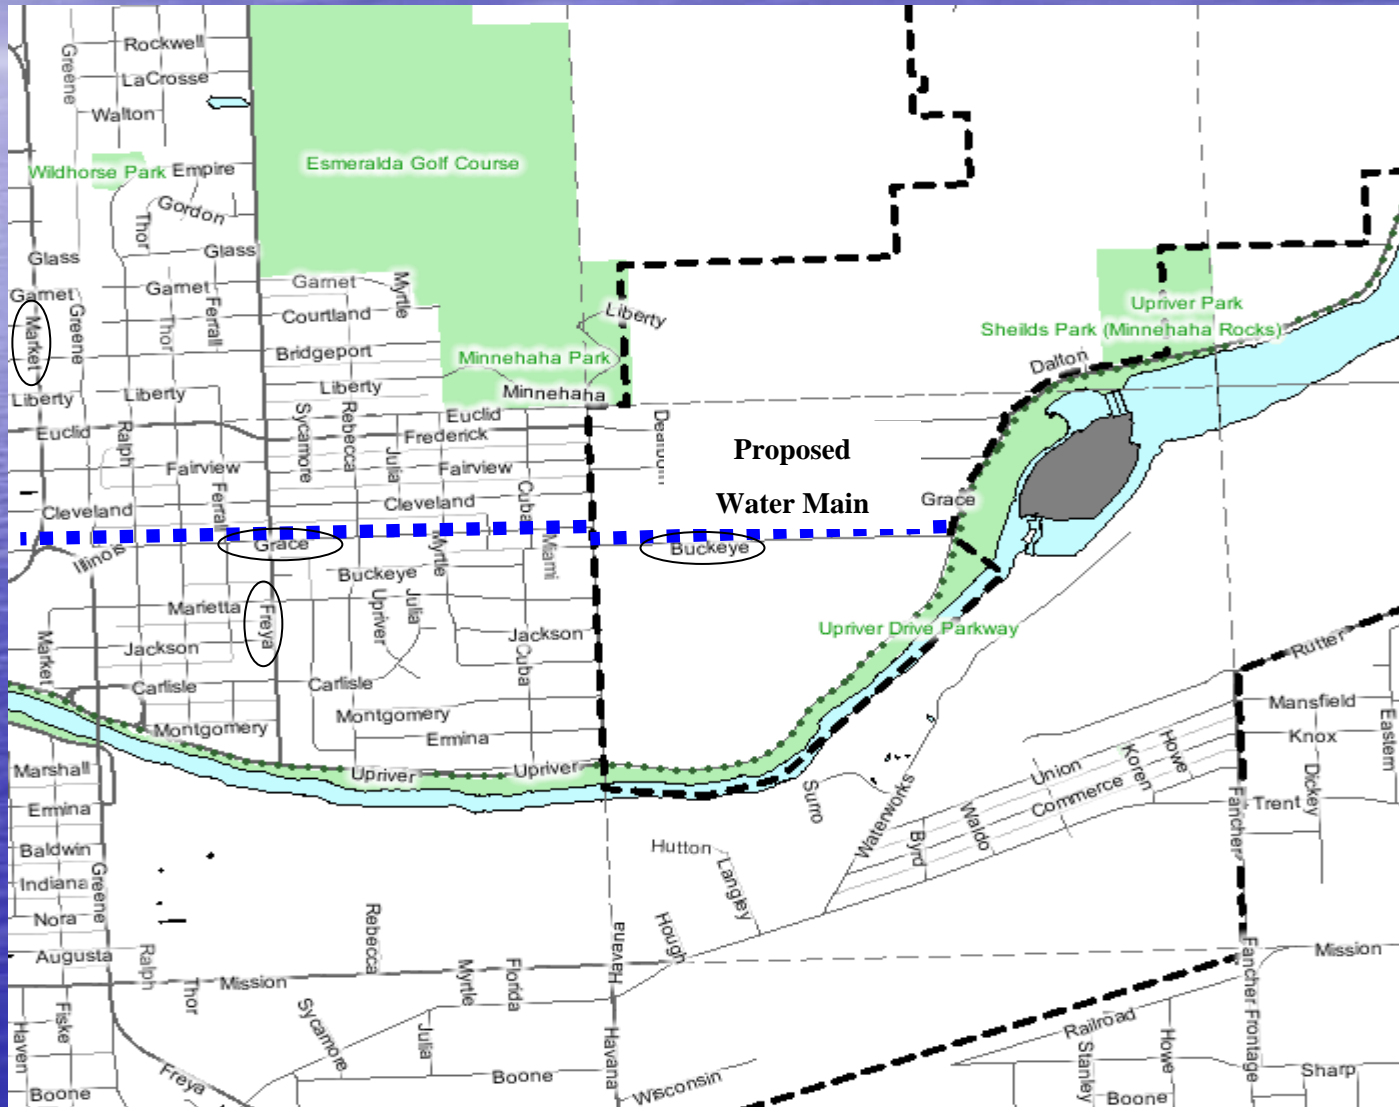 Rockwell
Greene
LaCrosse
Walton
Wildhorse Park
Empire
Esmeralda Golf Course
Gordon
Thor
Glass
Glass
Garnet
Garnet
Garnet
Myrtle
Market
Greene
Thor
Ferrall
Courtland
Liberty
Upriver Park
Sheilds Park (Minnehaha Rocks)
Bridgeport
Minnehaha Park
Dalton
Liberty
Liberty
Liberty
Minnehaha
Euclid
Euclid
Frederick
Ralph
Sycamore
Rebecca
Julia
Proposed
Water Main
Fairview
Fairview
Cleveland
Cleveland
Cuba
Grace
Illinois
Grace
Buckeye
Myrtle
Miami
Buckeye
Marietta
Freya
Upriver
Julia
Market
Jackson
Jackson
Cuba
Upriver Drive Parkway
Rutter
Carlisle
Carlisle
Montgomery
Montgomery
Ermina
Mansfield
Knox
Eastern
Marshall
Upriver
Upriver
Surro
Waterworks
Union
Koren
Howe
Commerce
Dickey
Trent
Fancher
Ermina
Waldo
Byrd
Baldwin
Hutton
Langley
Indiana
Greene
Nora
Rebecca
Hough
Havana
Augusta
Ralph
Thor
Mission
Myrtle
Florida
Mission
Fancher Frontage
Fiske
Haven
Sycamore
Julia
Havana
Railroad
Stanley
Howe
Sharp
Freya
Boone
Boone
Wisconsin
Boone